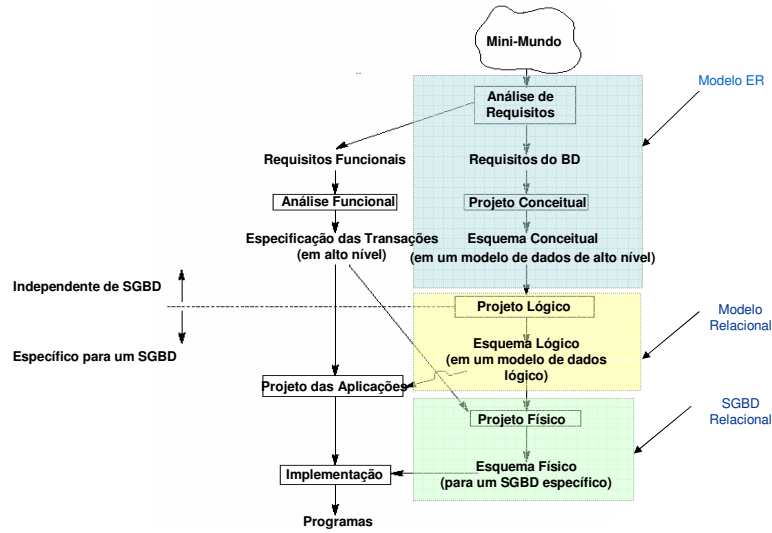 Mini-Mundo
Modelo ER
Análise de
Requisitos
Requisitos Funcionais
Requisitos do BD
Análise Funcional
Projeto Conceitual
Especificação das Transações
(em alto nível)
Esquema Conceitual
(em um modelo de dados de alto nível)
Independente de SGBD
Projeto Lógico
Modelo
Relacional
Específico para um SGBD
Esquema Lógico
(em um modelo de dados
lógico)
Projeto das Aplicações
SGBD
Relacional
Projeto Físico
Implementação
Esquema Físico
(para um SGBD específico)
Programas